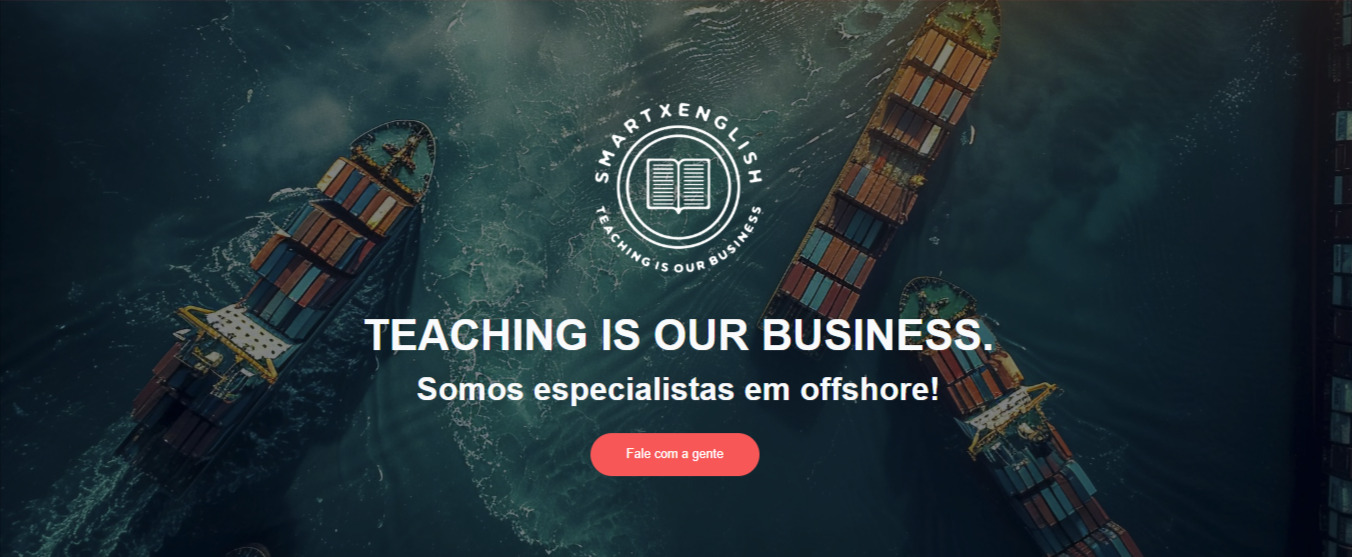 SMARTXENGLISH
TEACHING IS OUR BUSINESS
TEACHING IS OUR BUSINESS.
Somos especialistas em offshore!
Fale com a gente